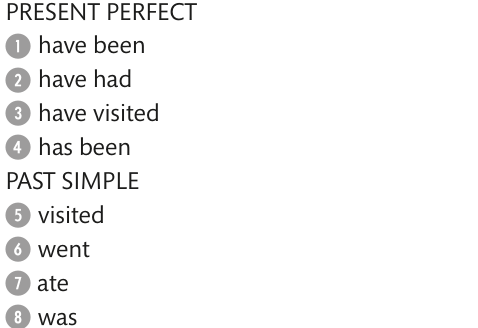 PRESENT PERFECT
1 have been
2 have had
3 have visited
4 has been
PAST SIMPLE
5 visited
6 went
7 ate
8 was